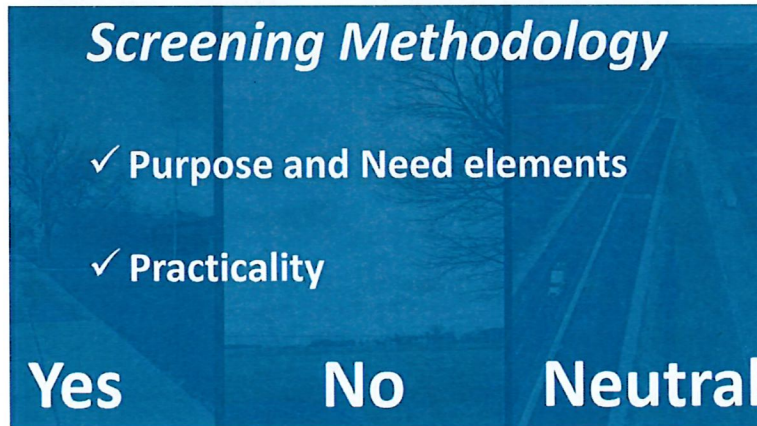 Screening Methodology
✓ Purpose and Need elements
✓ Practicality
Yes No Neutral